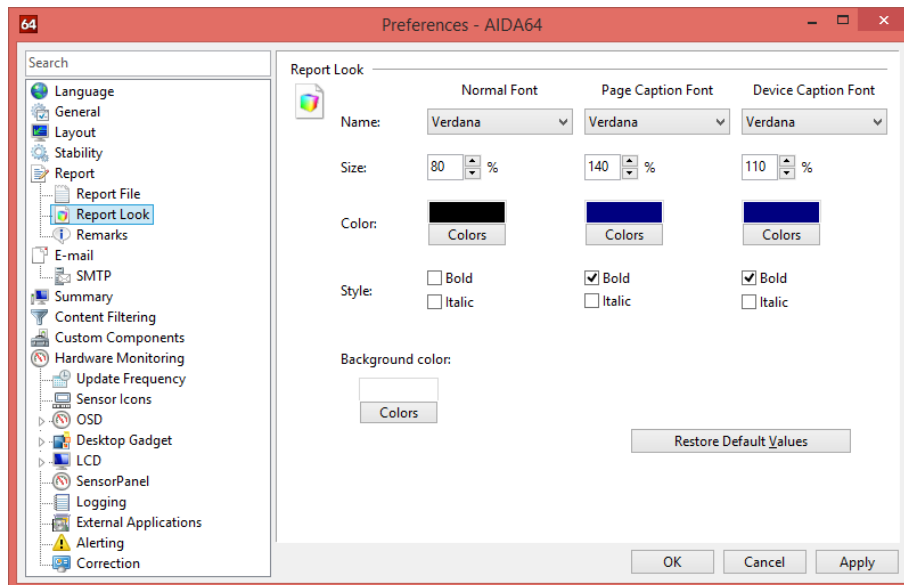 64 Preferences - AIDA64
Search
Language
General
Layout
Stability
Report
Report File
Report Look
Remarks
E-mail
SMTP
Summary
Content Filtering
Custom Components
Hardware Monitoring
Update Frequency
Sensor Icons
OSD
Desktop Gadget
LCD
SensorPanel
Logging
External Applications
Alerting
Correction
Report Look
Normal Font Page Caption Font Device Caption Font
Name: Verdana Verdana Verdana
Size: 80 % 140 % 110 %
Color:
Colors Colors Colors
Style: Bold Bold Bold
Italic Italic Italic
Background color:
Colors
Restore Default Values
OK Cancel Apply